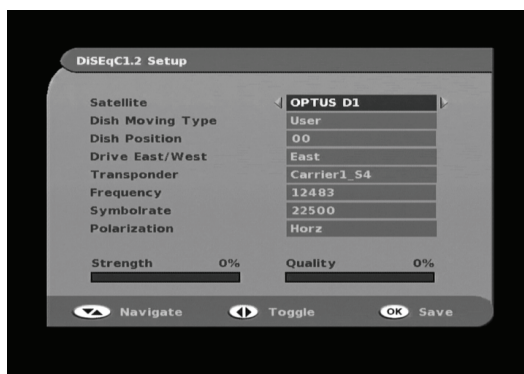 DiSEqC1.2 Setup
Satellite OPTUS D1
Dish Moving Type User
Dish Position 00
Drive East/West East
Transponder Carrier1_S4
Frequency 12483
Symbolrate 22500
Polarization Horz
Strength 0% Quality 0%
Navigate Toggle OK Save